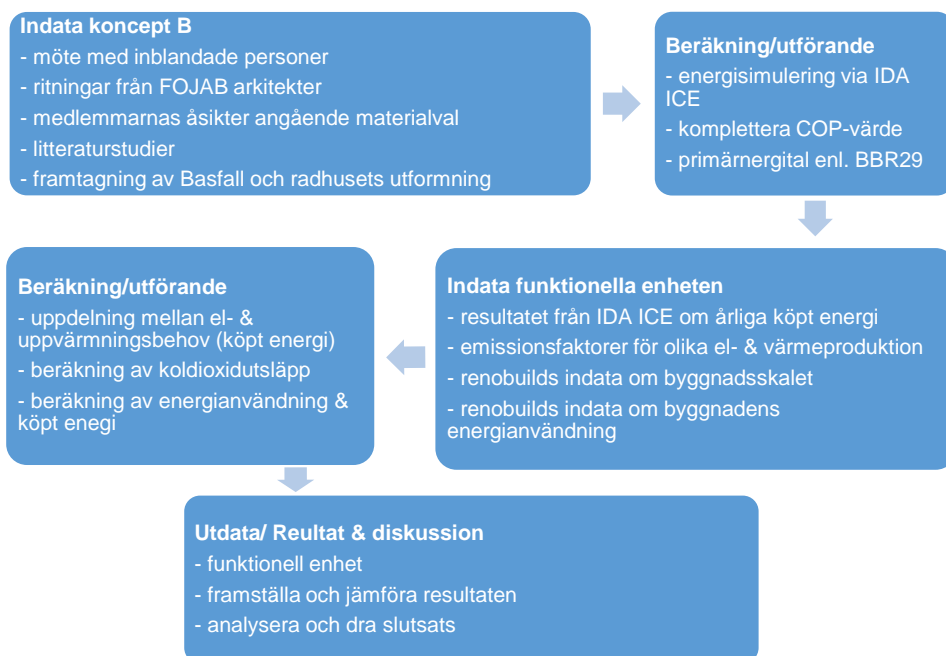 Indata koncept B
- möte med inblandade personer
- ritningar från FOJAB arkitekter
- medlemmarnas åsikter angående materialval
- litteraturstudier
- framtagning av Basfall och radhusets utformning
Beräkning/utförande
- energisimulering via IDA
ICE
- komplettera COP-värde
- primärnergital enl. BBR29
Indata funktionella enheten
- resultatet från IDA ICE om årliga köpt energi
- emissionsfaktorer för olika el- & värmeproduktion
- renobuilds indata om byggnadsskalet
- renobuilds indata om byggnadens
energianvändning
Beräkning/utförande
- uppdelning mellan el- &
uppvärmningsbehov (köpt energi)
- beräkning av koldioxidutsläpp
- beräkning av energianvändning &
köpt enegi
Utdata/ Reultat & diskussion
- funktionell enhet
- framställa och jämföra resultaten
- analysera och dra slutsats